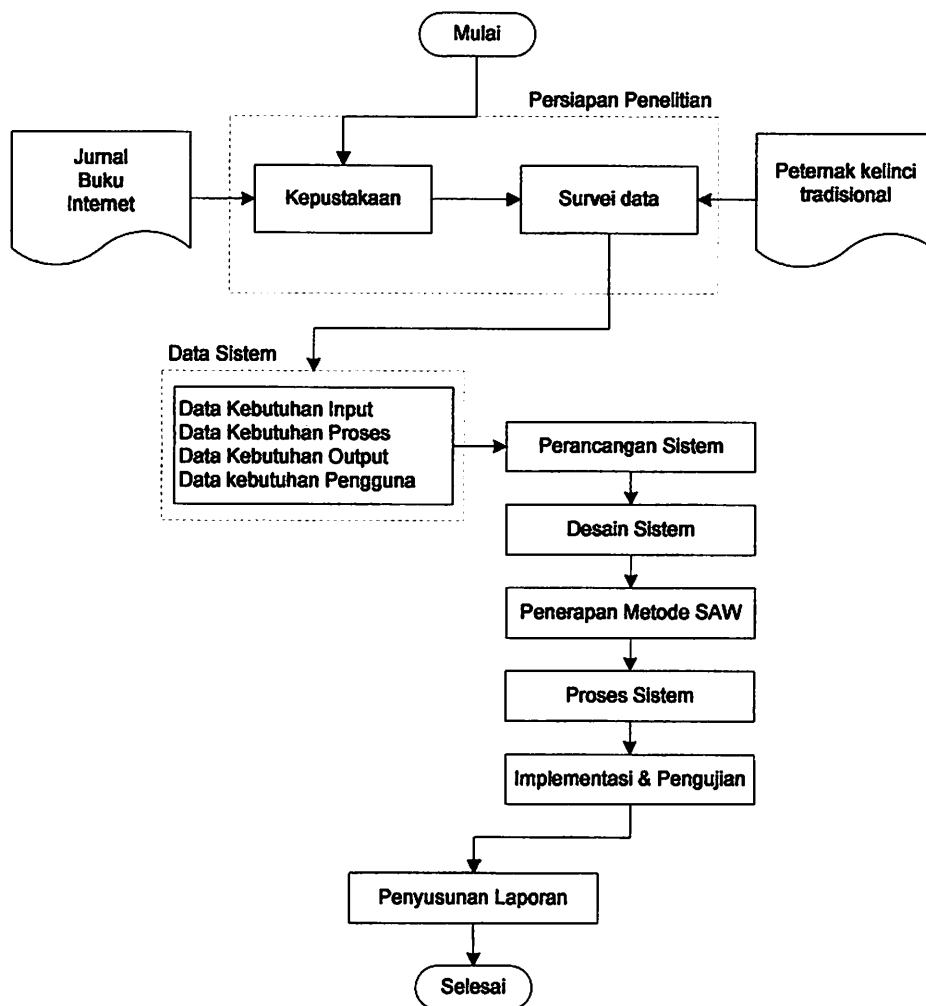 Mulai
Persiapan Penelitian
Jurnal
Buku
Internet
Kepustakaan
Survei data
Peternak kelinci
tradisional
Data Sistem
Data Kebutuhan Input
Data Kebutuhan Proses
Data Kebutuhan Output
Data kebutuhan Pengguna
Perancangan Sistem
Desain Sistem
Penerapan Metode SAW
Proses Sistem
Implementasi & Pengujian
Penyusunan Laporan
Selesai